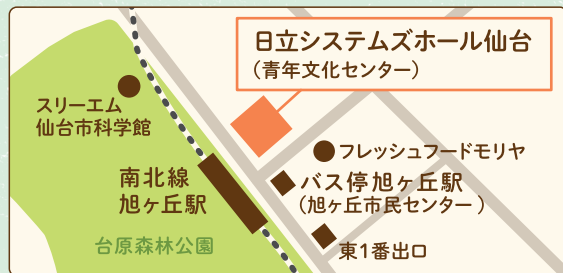 日立システムズホール仙台
（青年文化センター）
スリーエム
仙台市科学館
フレッシュフードモリヤ
南北線
旭ヶ丘駅
バス停旭ヶ丘駅
（旭ヶ丘市民センター）
台原森林公園
東1番出口